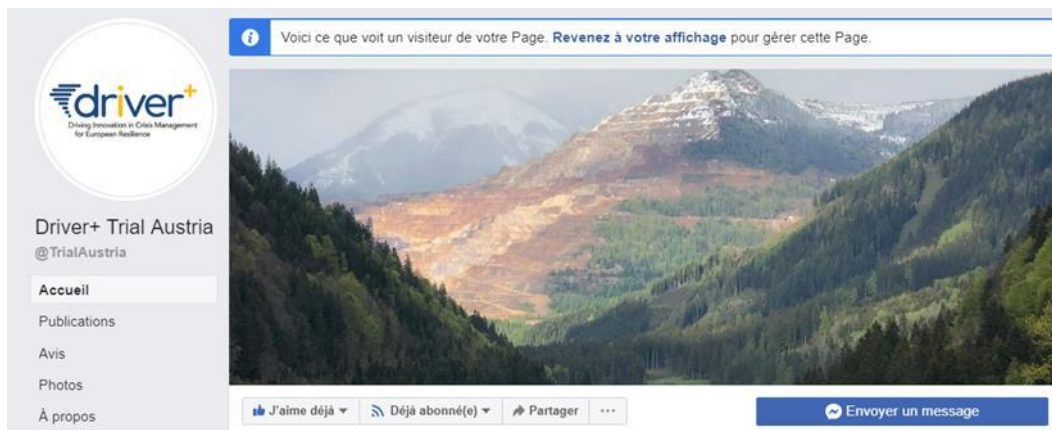 Voici ce que voit un visiteur de votre Page. Revenez à votre affichage pour gérer cette Page.
driver+
Driving Innovation in Crisis Management
for European Resilience
Driver+ Trial Austria
@TrialAustria
Accueil
Publications
Avis
Photos
À propos
J'aime déjà
Déjà abonné(e)
Partager
Envoyer un message